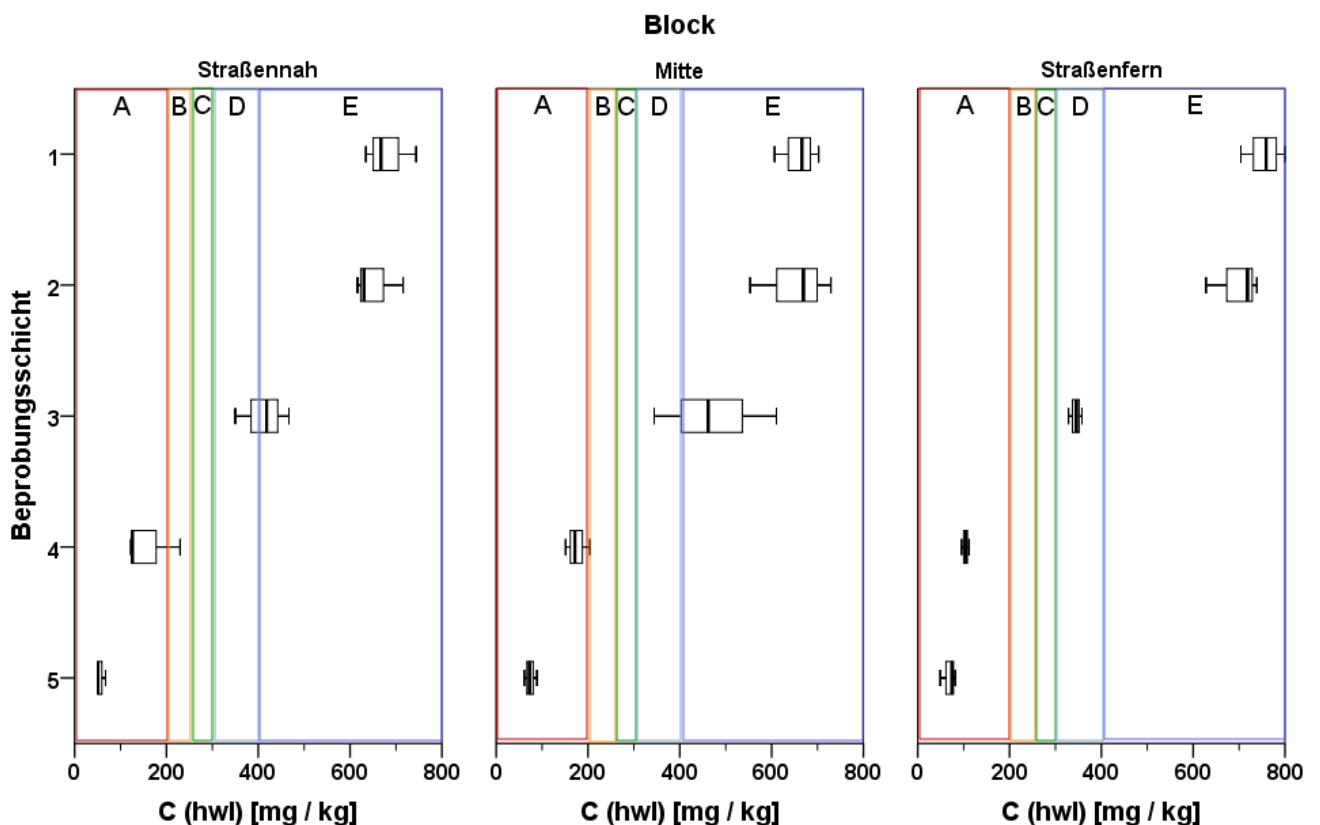 Block
Straßennah Mitte Straßenfern
A B C D E A B C D E A B C D E
1
2
Beprobungsschicht
3
4
5
0 200 400 600 800 0 200 400 600 800 0 200 400 600 800
C (hwl) [mg / kg] C (hwl) [mg / kg] C (hwl) [mg / kg]